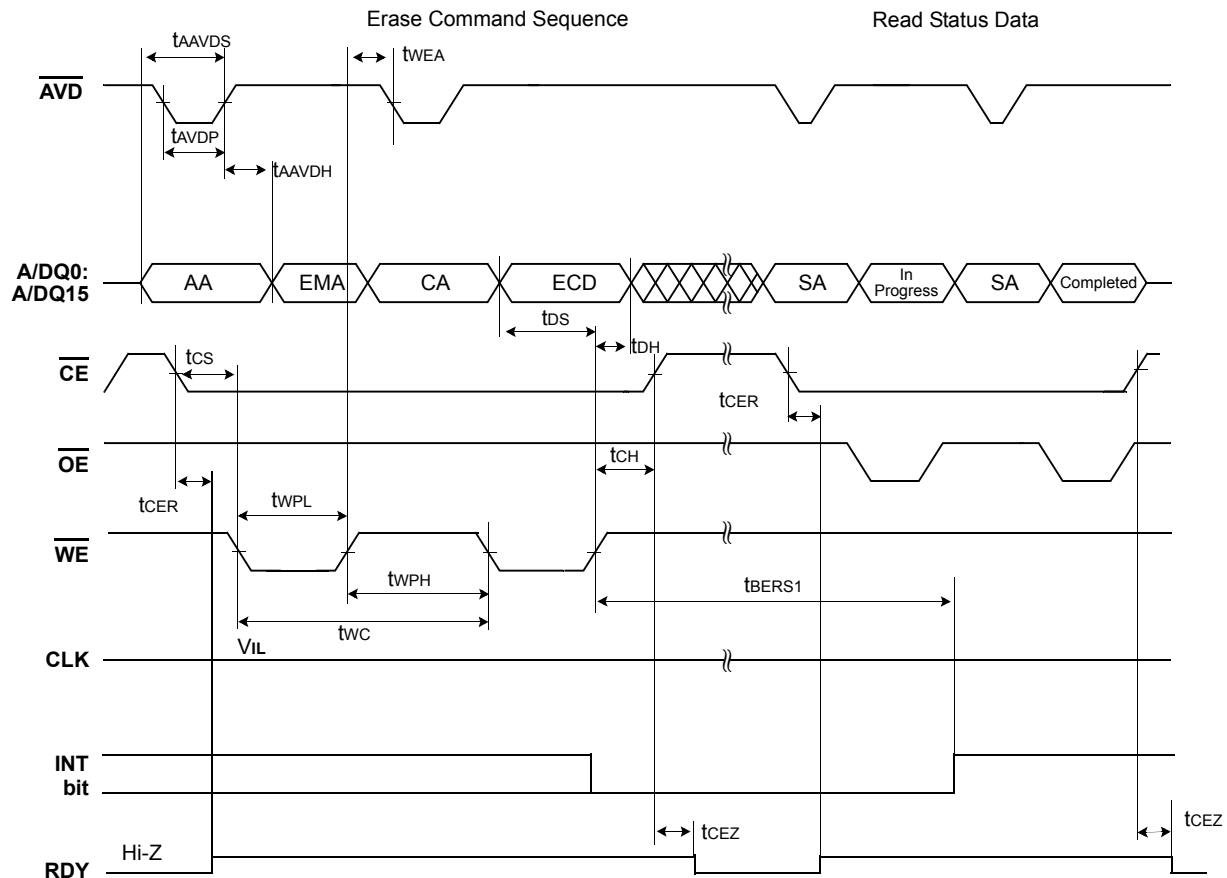 Erase Command Sequence
Read Status Data
tAAVDS
tWEA
AVD
tAVDP
tAAVDH
A/DQ0:
A/DQ15
AA
EMA
CA
ECD
SA
In
Progress
SA
Completed
tDS
tDH
tCS
CE
tCER
OE
tCH
tCER
tWPL
WE
tWPH
tBERS1
tWC
VIL
CLK
INT
bit
tCEZ
tCEZ
Hi-Z
RDY